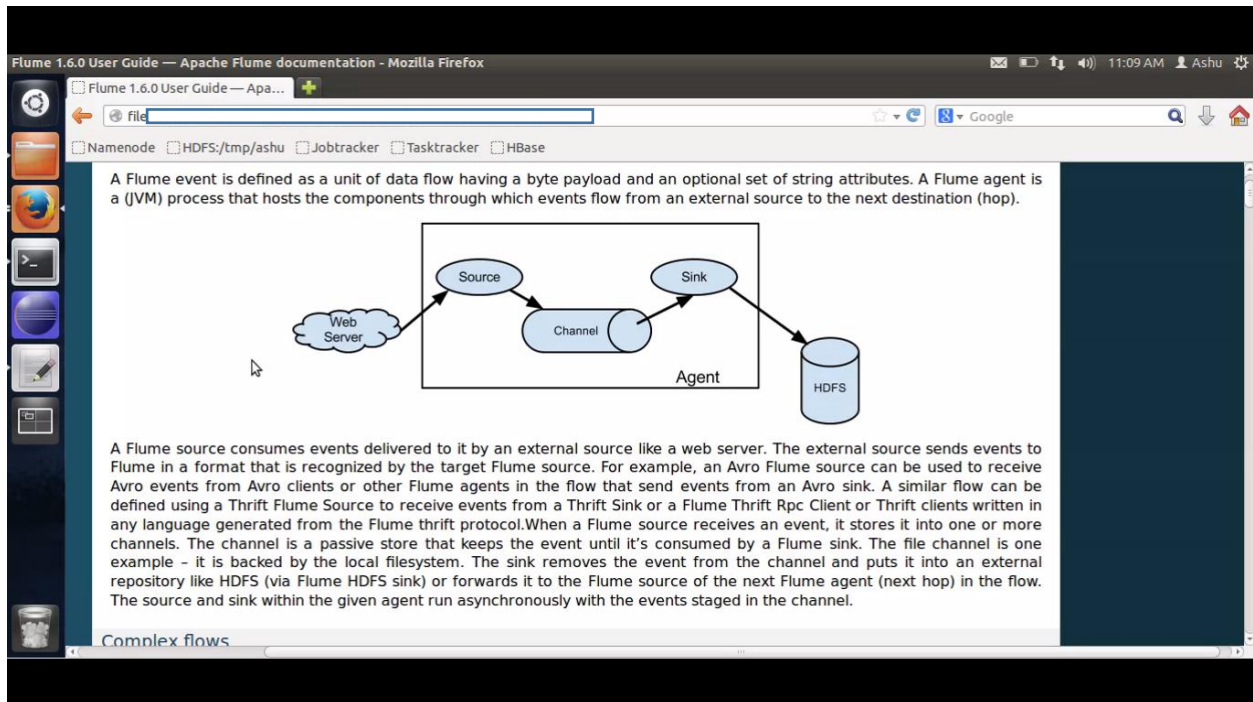 Flume 1.6.0 User Guide — Apache Flume documentation - Mozilla Firefox
11:09 AM Ashu
Flume 1.6.0 User Guide — Apa...
file
Google
Namenode HDFS:/tmp/ashu Jobtracker Tasktracker HBase
A Flume event is defined as a unit of data flow having a byte payload and an optional set of string attributes. A Flume agent is
a (JVM) process that hosts the components through which events flow from an external source to the next destination (hop).
Source
Sink
Web
Server
Channel
Agent
HDFS
A Flume source consumes events delivered to it by an external source like a web server. The external source sends events to
Flume in a format that is recognized by the target Flume source. For example, an Avro Flume source can be used to receive
Avro events from Avro clients or other Flume agents in the flow that send events from an Avro sink. A similar flow can be
defined using a Thrift Flume Source to receive events from a Thrift Sink or a Flume Thrift Rpc Client or Thrift clients written in
any language generated from the Flume thrift protocol.When a Flume source receives an event, it stores it into one or more
channels. The channel is a passive store that keeps the event until it's consumed by a Flume sink. The file channel is one
example – it is backed by the local filesystem. The sink removes the event from the channel and puts it into an external
repository like HDFS (via Flume HDFS sink) or forwards it to the Flume source of the next Flume agent (next hop) in the flow.
The source and sink within the given agent run asynchronously with the events staged in the channel.
Complex flows